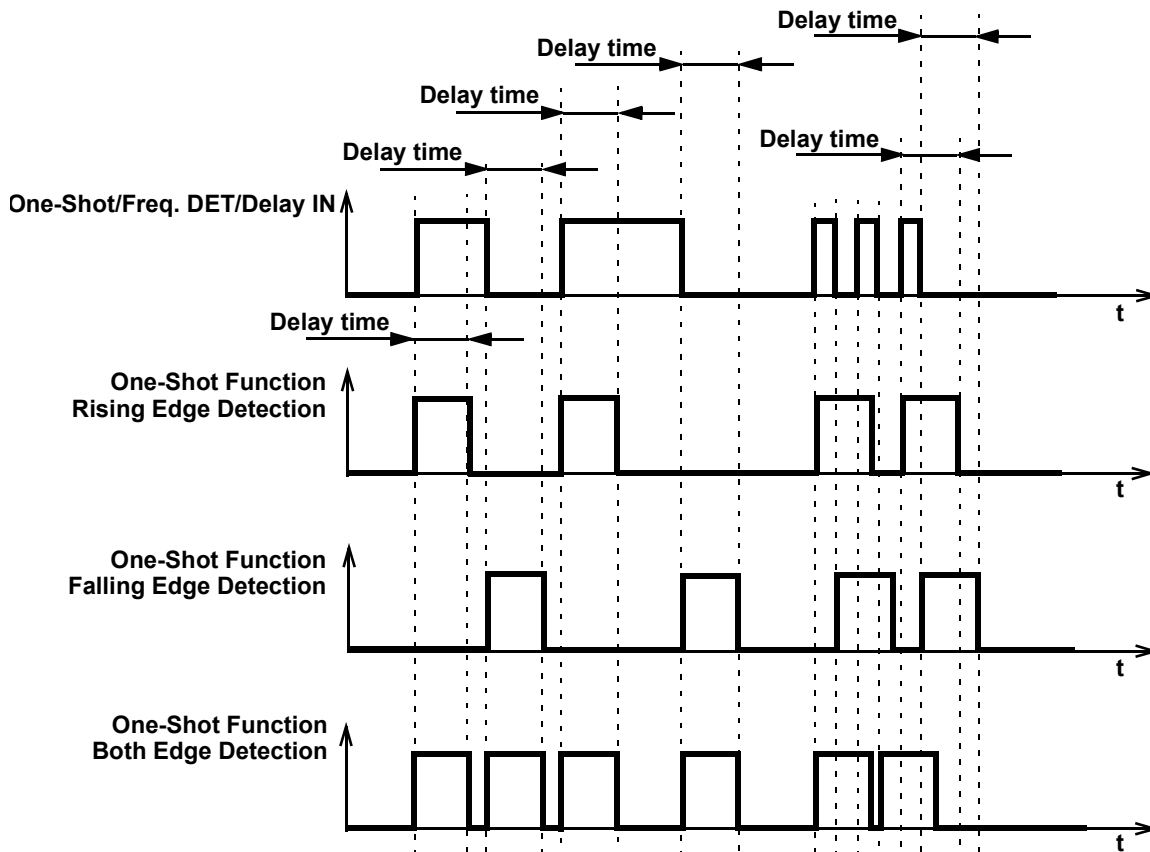 Delay time
Delay time
Delay time
Delay time
Delay time
One-Shot/Freq. DET/Delay IN
t
Delay time
One-Shot Function
Rising Edge Detection
t
One-Shot Function
Falling Edge Detection
t
One-Shot Function
Both Edge Detection
t